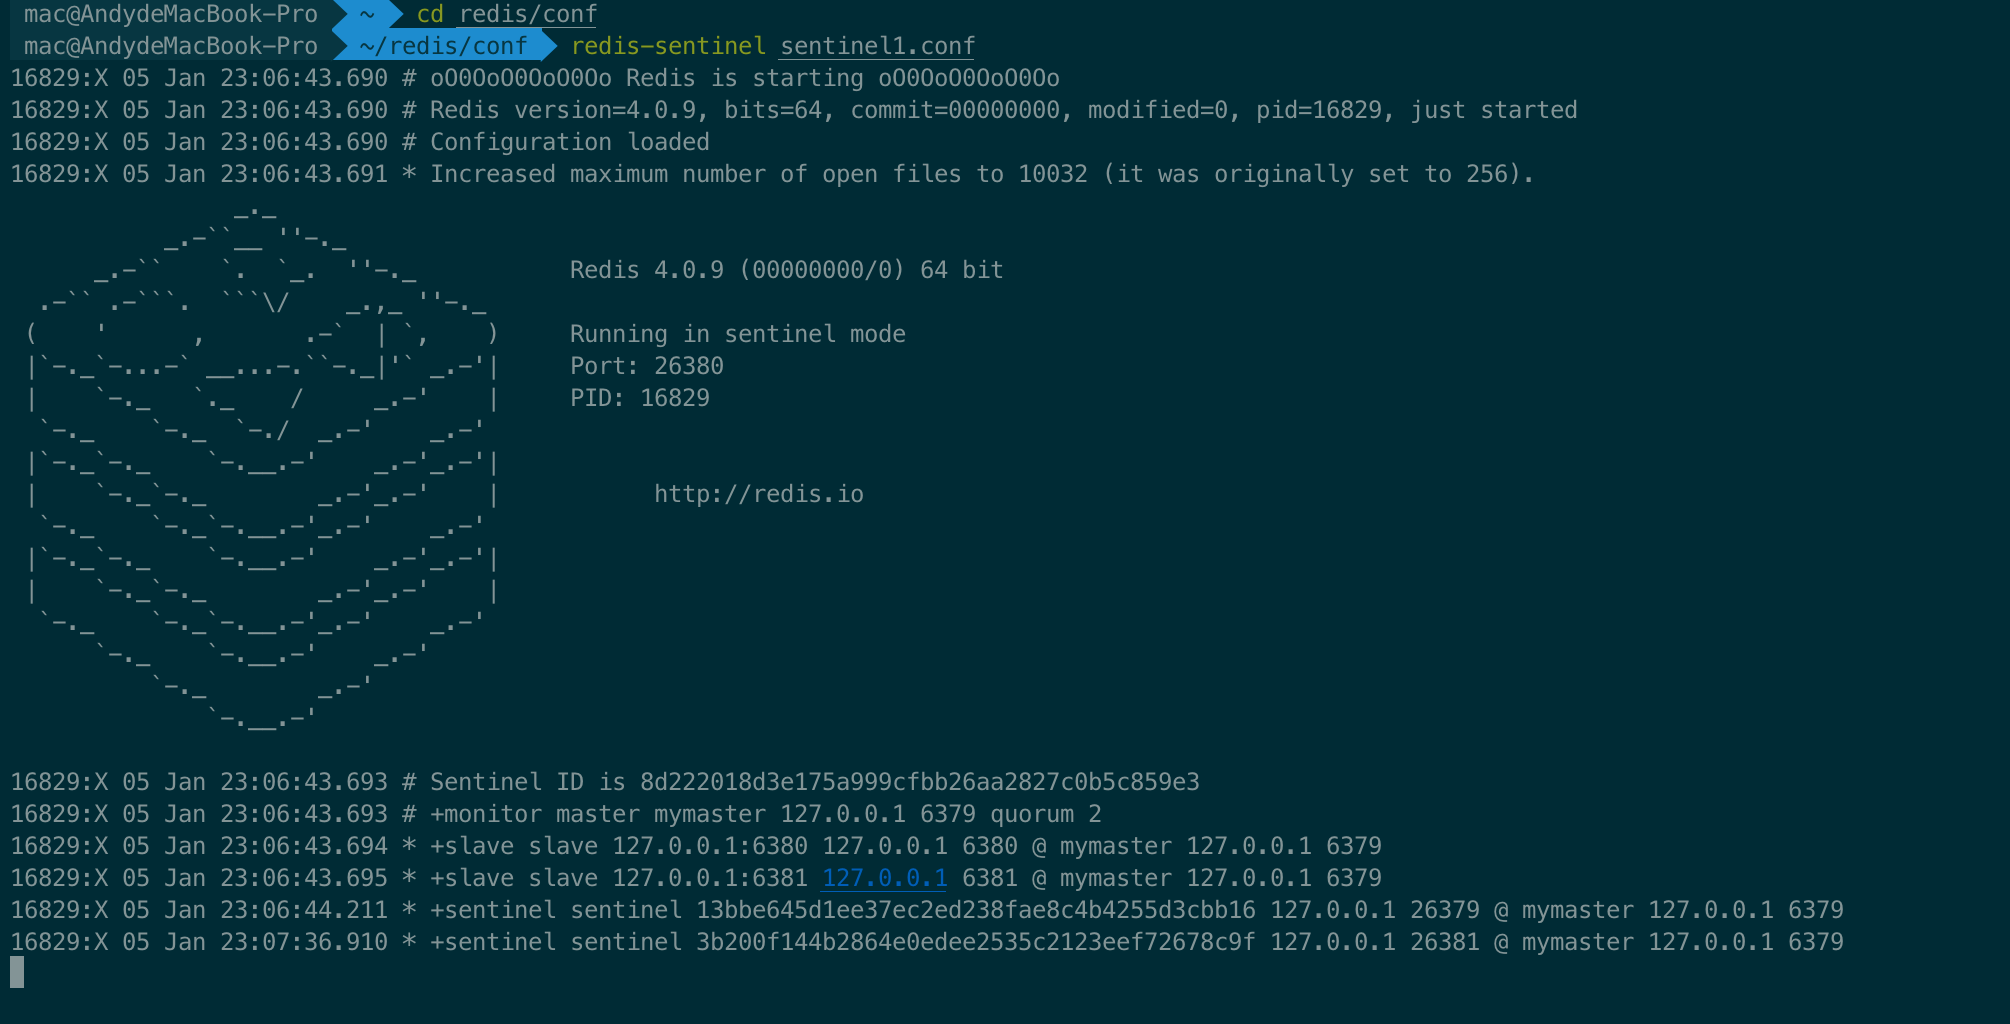 mac@AndydeMacBook-Pro ~ cd redis/conf
mac@AndydeMacBook-Pro ~/redis/conf redis-sentinel sentinel1.conf
16829:X 05 Jan 23:06:43.690 # oO0OoO0OoO0Oo Redis is starting oO0OoO0OoO0Oo
16829:X 05 Jan 23:06:43.690 # Redis version=4.0.9, bits=64, commit=00000000, modified=0, pid=16829, just started
16829:X 05 Jan 23:06:43.690 # Configuration loaded
16829:X 05 Jan 23:06:43.691 * Increased maximum number of open files to 10032 (it was originally set to 256).
Redis 4.0.9 (00000000/0) 64 bit
Running in sentinel mode
Port: 26380
PID: 16829
http://redis.io
16829:X 05 Jan 23:06:43.693 # Sentinel ID is 8d222018d3e175a999cfbb26aa2827c0b5c859e3
16829:X 05 Jan 23:06:43.693 # +monitor master mymaster 127.0.0.1 6379 quorum 2
16829:X 05 Jan 23:06:43.694 * +slave slave 127.0.0.1:6380 127.0.0.1 6380 @ mymaster 127.0.0.1 6379
16829:X 05 Jan 23:06:43.695 * +slave slave 127.0.0.1:6381 127.0.0.1 6381 @ mymaster 127.0.0.1 6379
16829:X 05 Jan 23:06:44.211 * +sentinel sentinel 13bbe645d1ee37ec2ed238fae8c4b4255d3cbb16 127.0.0.1 26379 @ mymaster 127.0.0.1 6379
16829:X 05 Jan 23:07:36.910 * +sentinel sentinel 3b200f144b2864e0edee2535c2123eef72678c9f 127.0.0.1 26381 @ mymaster 127.0.0.1 6379